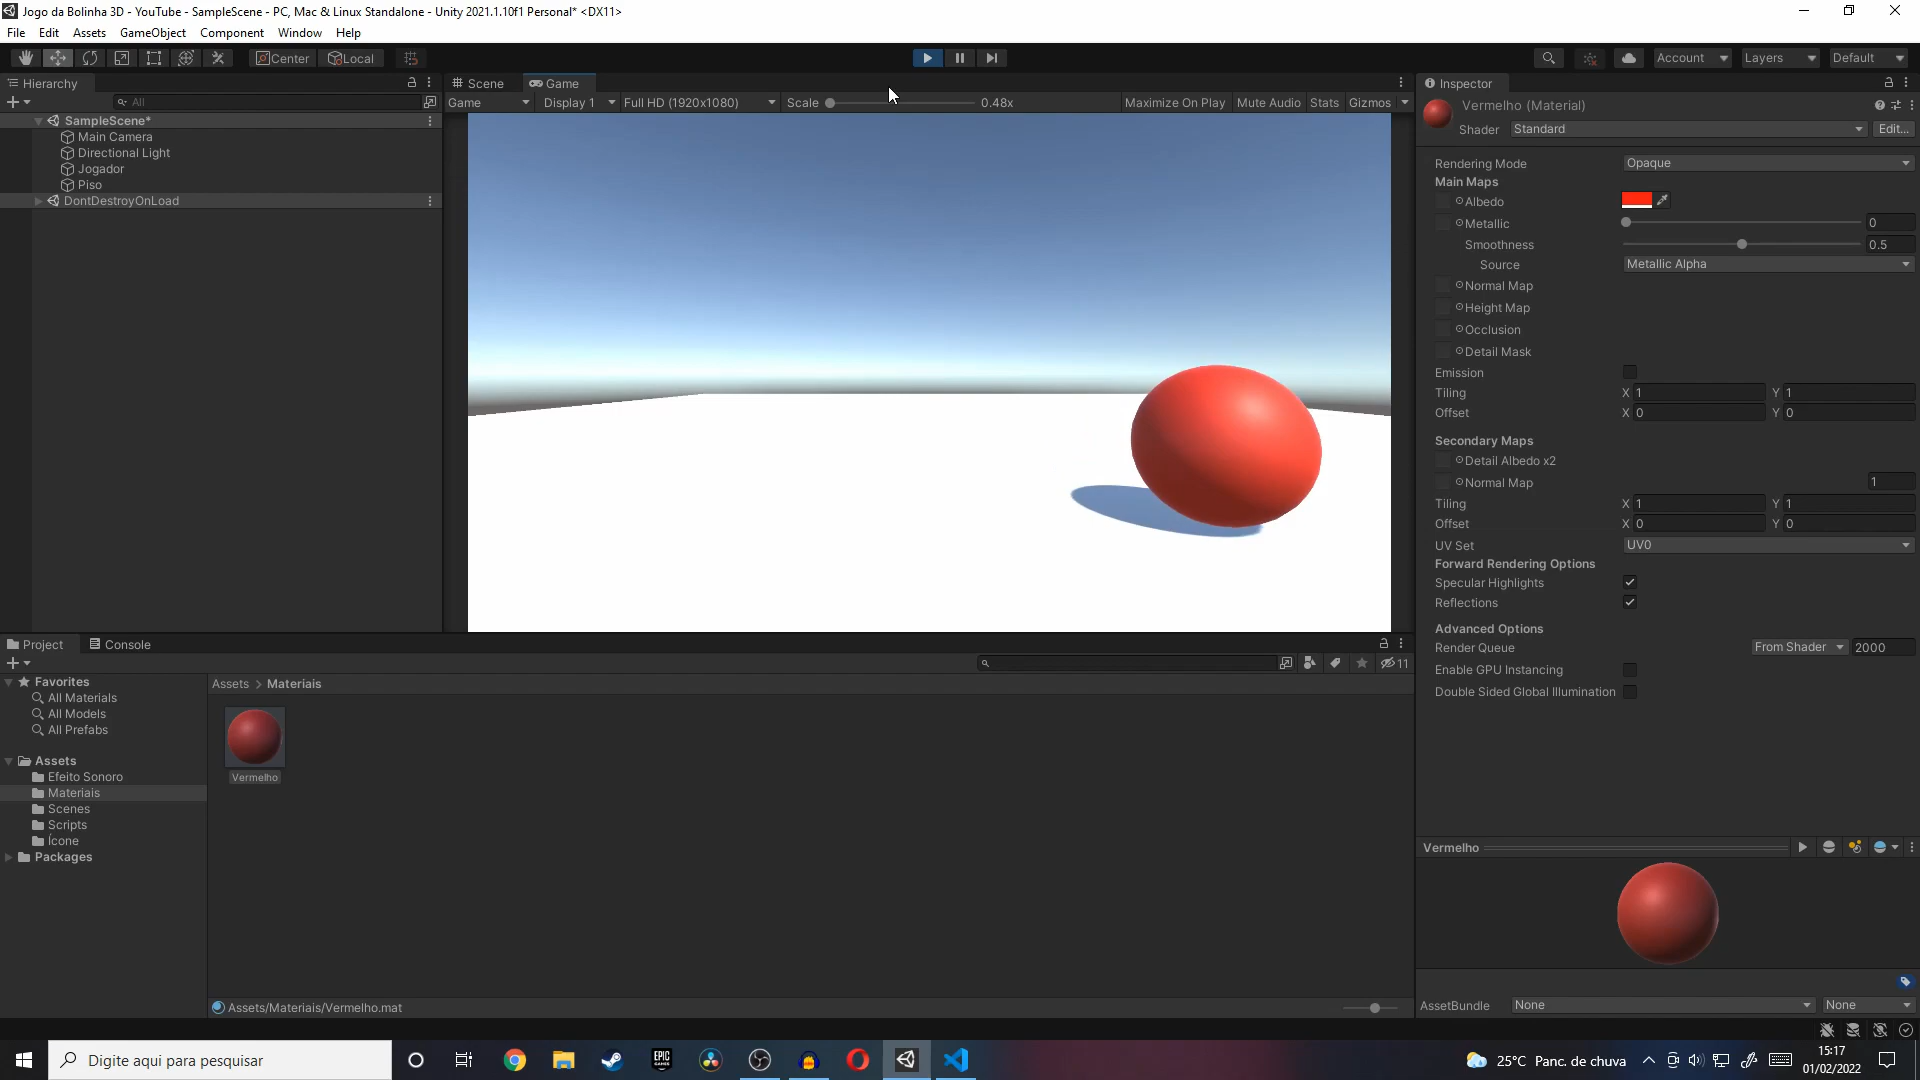 Jogo da Bolinha 3D - YouTube - SampleScene - PC, Mac & Linux Standalone - Unity 2021.1.10f1 Personal* <DX11>
File Edit Assets GameObject Component Window Help
Center Local
Account Layers Default
Hierarchy
All
SampleScene*
Main Camera
Directional Light
Jogador
Piso
DontDestroyOnLoad
Scene Game
Game Display 1 Full HD (1920x1080) Scale 0.48x Maximize On Play Mute Audio Stats Gizmos
Inspector
Vermelho (Material)
Shader Standard Edit...
Rendering Mode Opaque
Main Maps
Albedo
Metallic 0
Smoothness 0.5
Source Metallic Alpha
Normal Map
Height Map
Occlusion
Detail Mask
Emission
Tiling X 1 Y 1
Offset X 0 Y 0
Secondary Maps
Detail Albedo x2
Normal Map 1
Tiling X 1 Y 1
Offset X 0 Y 0
UV Set UV0
Forward Rendering Options
Specular Highlights
Reflections
Advanced Options
Render Queue From Shader 2000
Enable GPU Instancing
Double Sided Global Illumination
Vermelho
AssetBundle None None
Project Console
11
Favorites
All Materials
All Models
All Prefabs
Assets
Efeito Sonoro
Materiais
Scenes
Scripts
Ícone
Packages
Assets > Materiais
Vermelho
Assets/Materiais/Vermelho.mat
Digite aqui para pesquisar
EPIC GAMES
25°C Panc. de chuva
15:17
01/02/2022